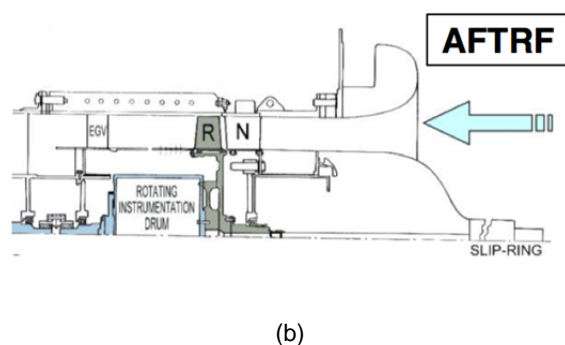 AFTRF
EGV
R
N
ROTATING
INSTRUMENTATION
DRUM
SLIP-RING
(b)